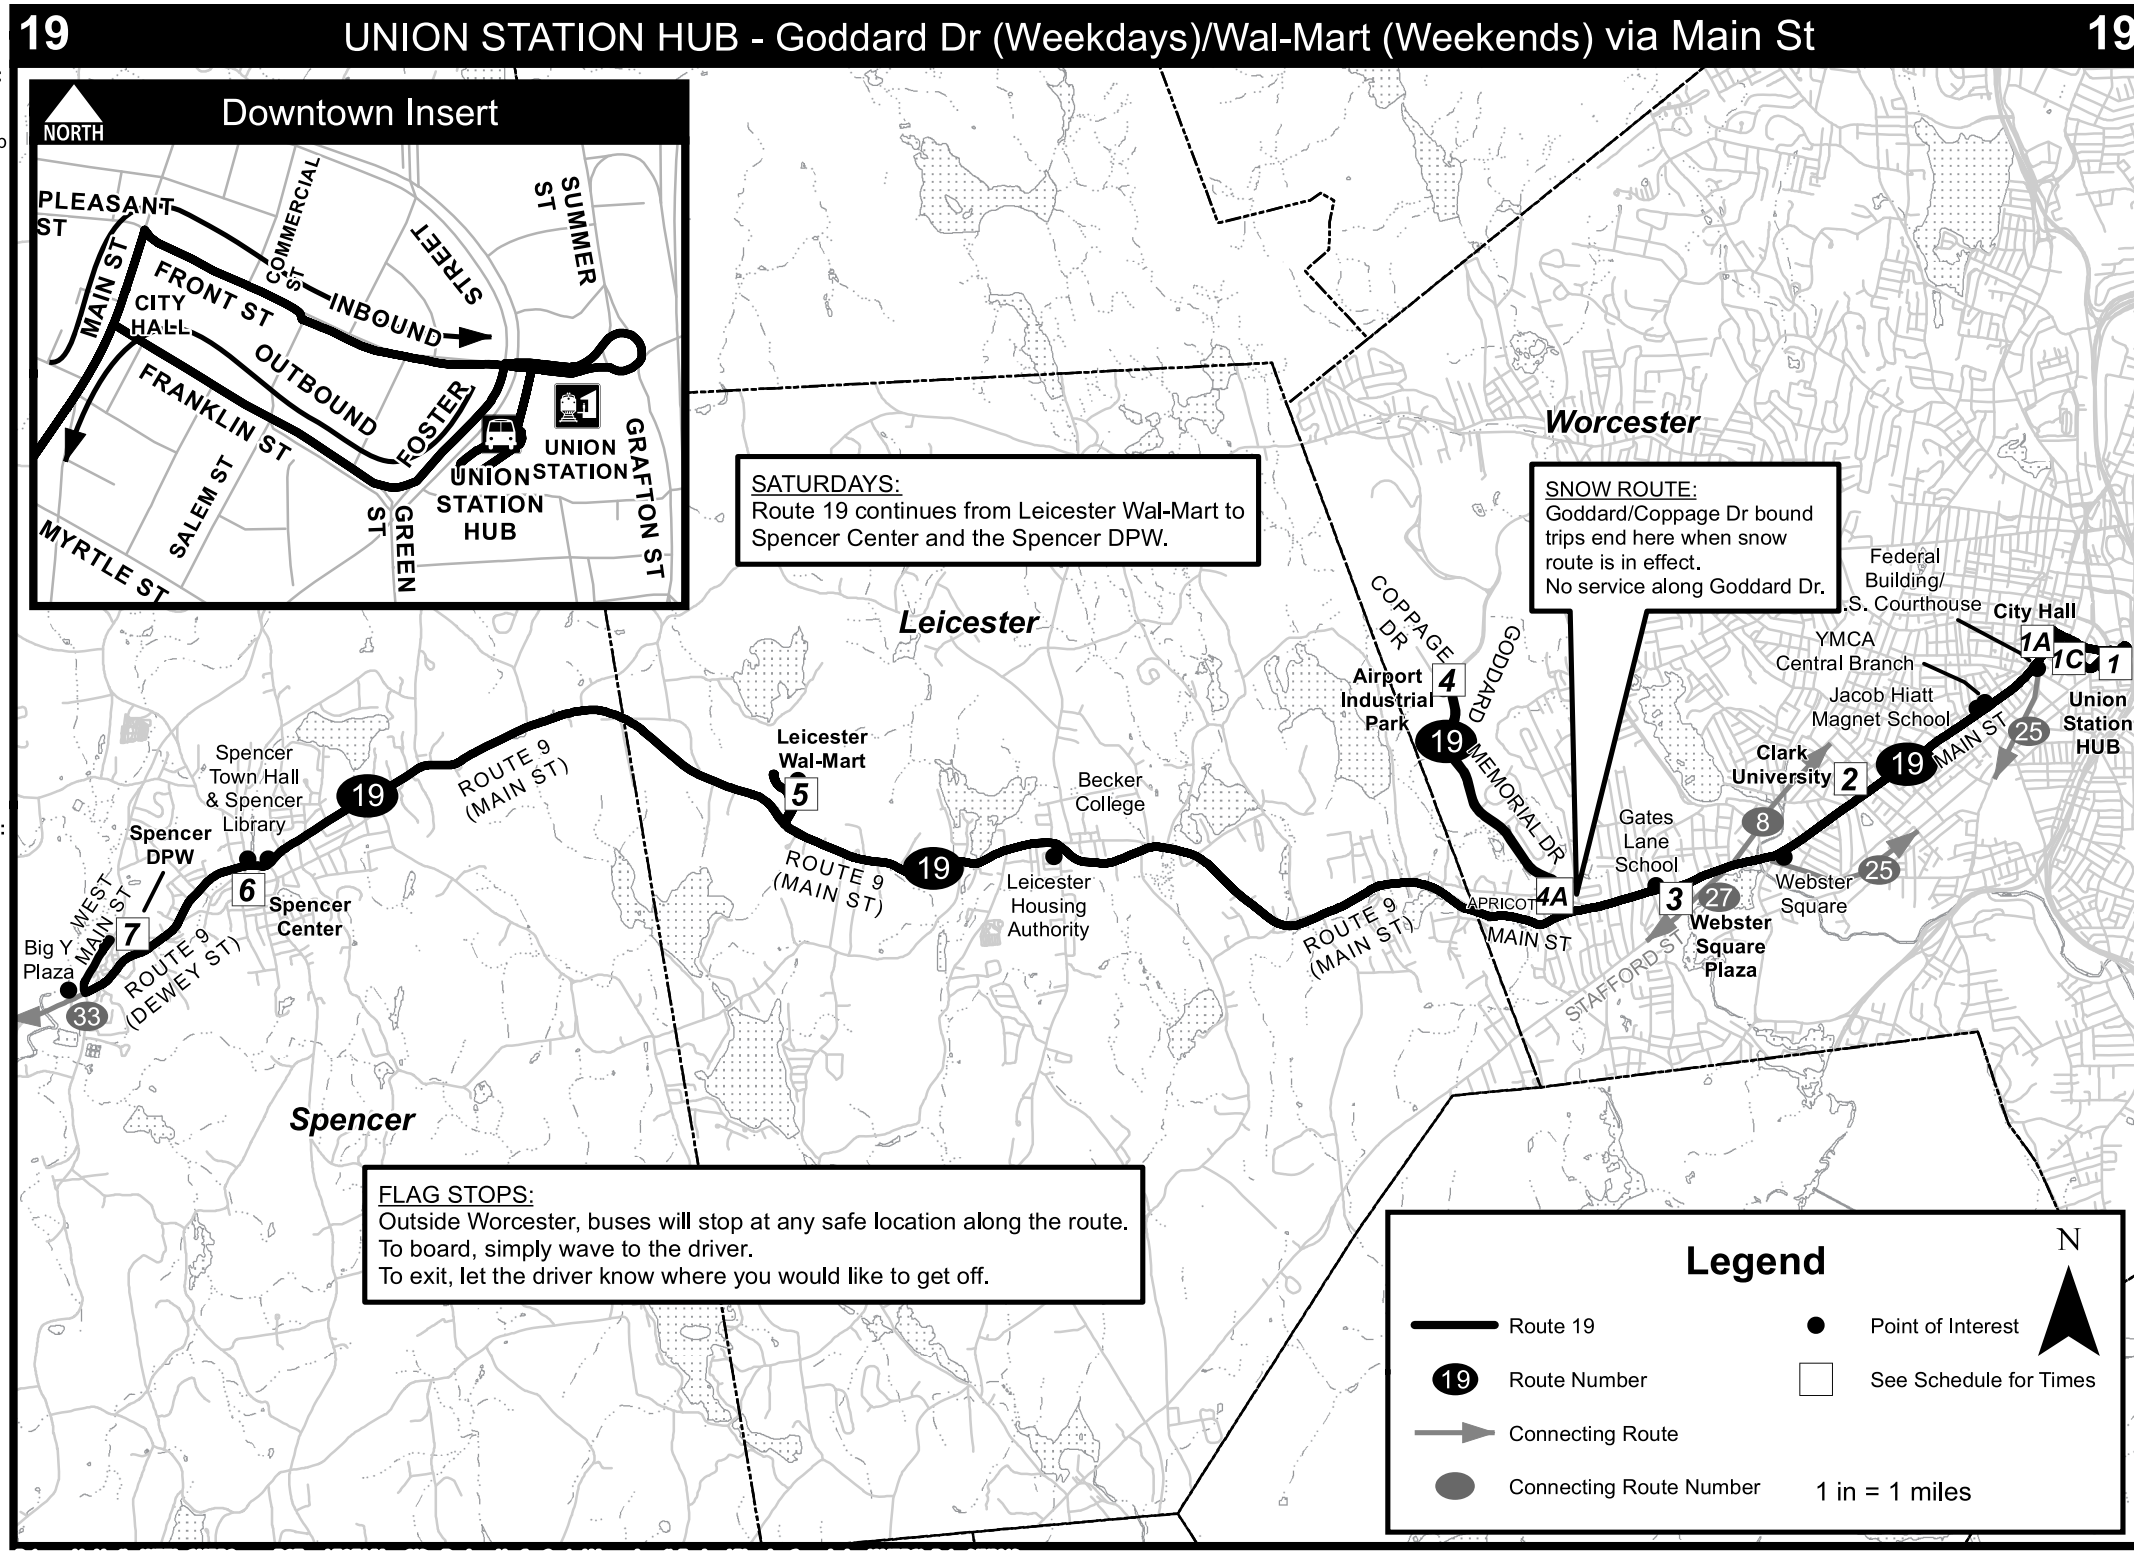 19
UNION STATION HUB - Goddard Dr (Weekdays)/Wal-Mart (Weekends) via Main St
19
NORTH
Downtown Insert
PLEASANT
ST
MAIN ST
COMMERCIAL
ST
STREET
SUMMER
ST
FRONT ST
CITY
HALL
INBOUND
OUTBOUND
FRANKLIN ST
FOSTER
SALEM ST
MYRTLE ST
GREEN
ST
UNION
STATION
HUB
UNION
STATION
GRAFTON ST
SATURDAYS:
Route 19 continues from Leicester Wal-Mart to
Spencer Center and the Spencer DPW.
Worcester
SNOW ROUTE:
Goddard/Coppage Dr bound
trips end here when snow
route is in effect.
No service along Goddard Dr.
Federal
Building/
.S. Courthouse
City Hall
1A
1C
1
Union
Station
HUB
YMCA
Central Branch
Jacob Hiatt
Magnet School
MAIN ST
25
19
Clark
University
2
8
25
Webster
Square
Gates
Lane
School
3
27
Webster
Square
Plaza
STAFFORD ST
COPPAGE
DR
GODDARD
MEMORIAL DR
Airport
Industrial
Park
4
19
4A
APRICOT
MAIN ST
ROUTE 9
(MAIN ST)
Leicester
Becker
College
Leicester
Housing
Authority
19
ROUTE 9
(MAIN ST)
Leicester
Wal-Mart
5
ROUTE 9
(MAIN ST)
19
Spencer
Town Hall
& Spencer
Library
Spencer
DPW
6
Spencer
Center
WEST
MAIN ST
7
ROUTE 9
(DEWEY ST)
Big Y
Plaza
33
Spencer
FLAG STOPS:
Outside Worcester, buses will stop at any safe location along the route.
To board, simply wave to the driver.
To exit, let the driver know where you would like to get off.
Legend
N
Route 19
Point of Interest
19
Route Number
See Schedule for Times
Connecting Route
Connecting Route Number
1 in = 1 miles